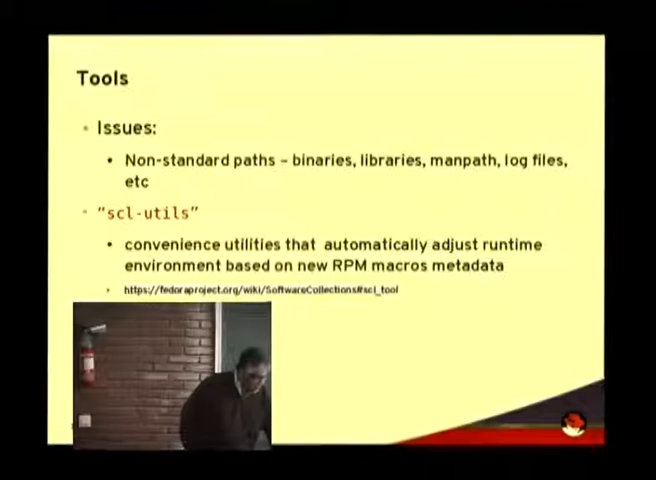 Tools
Issues:
Non-standard paths – binaries, libraries, manpath, log files,
etc
"scl-utils"
convenience utilities that automatically adjust runtime
environment based on new RPM macros metadata
https://fedoraproject.org/wiki/SoftwareCollections#scl_tool